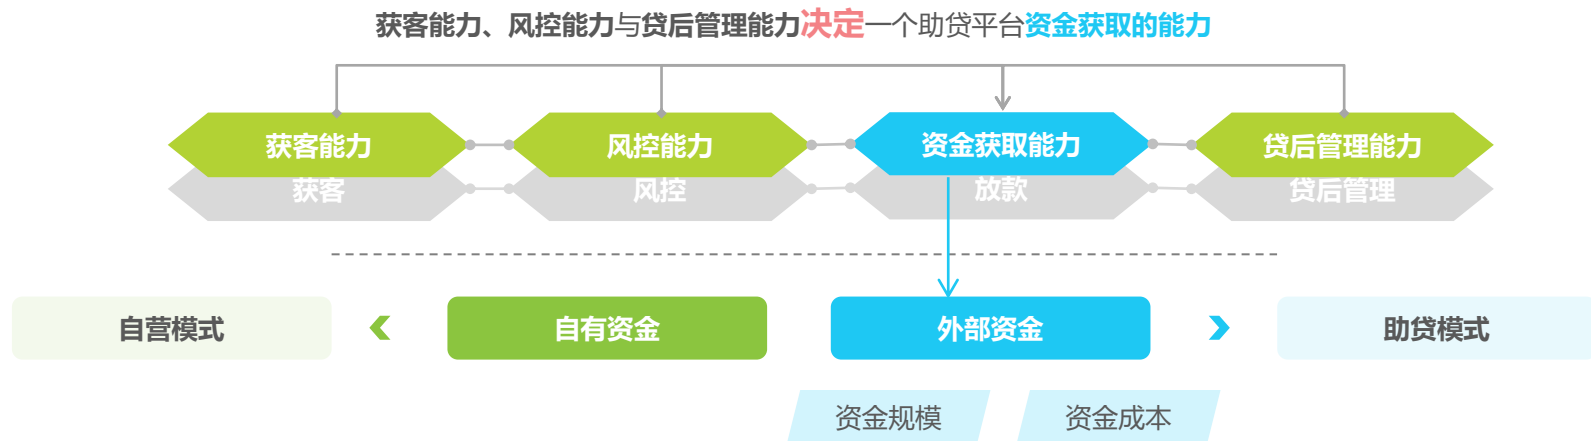 获客能力、风控能力与贷后管理能力决定一个助贷平台资金获取的能力
获客能力 风控能力 资金获取能力 贷后管理能力
获客 风控 放款 贷后管理
自营模式 自有资金 外部资金 助贷模式
资金规模 资金成本